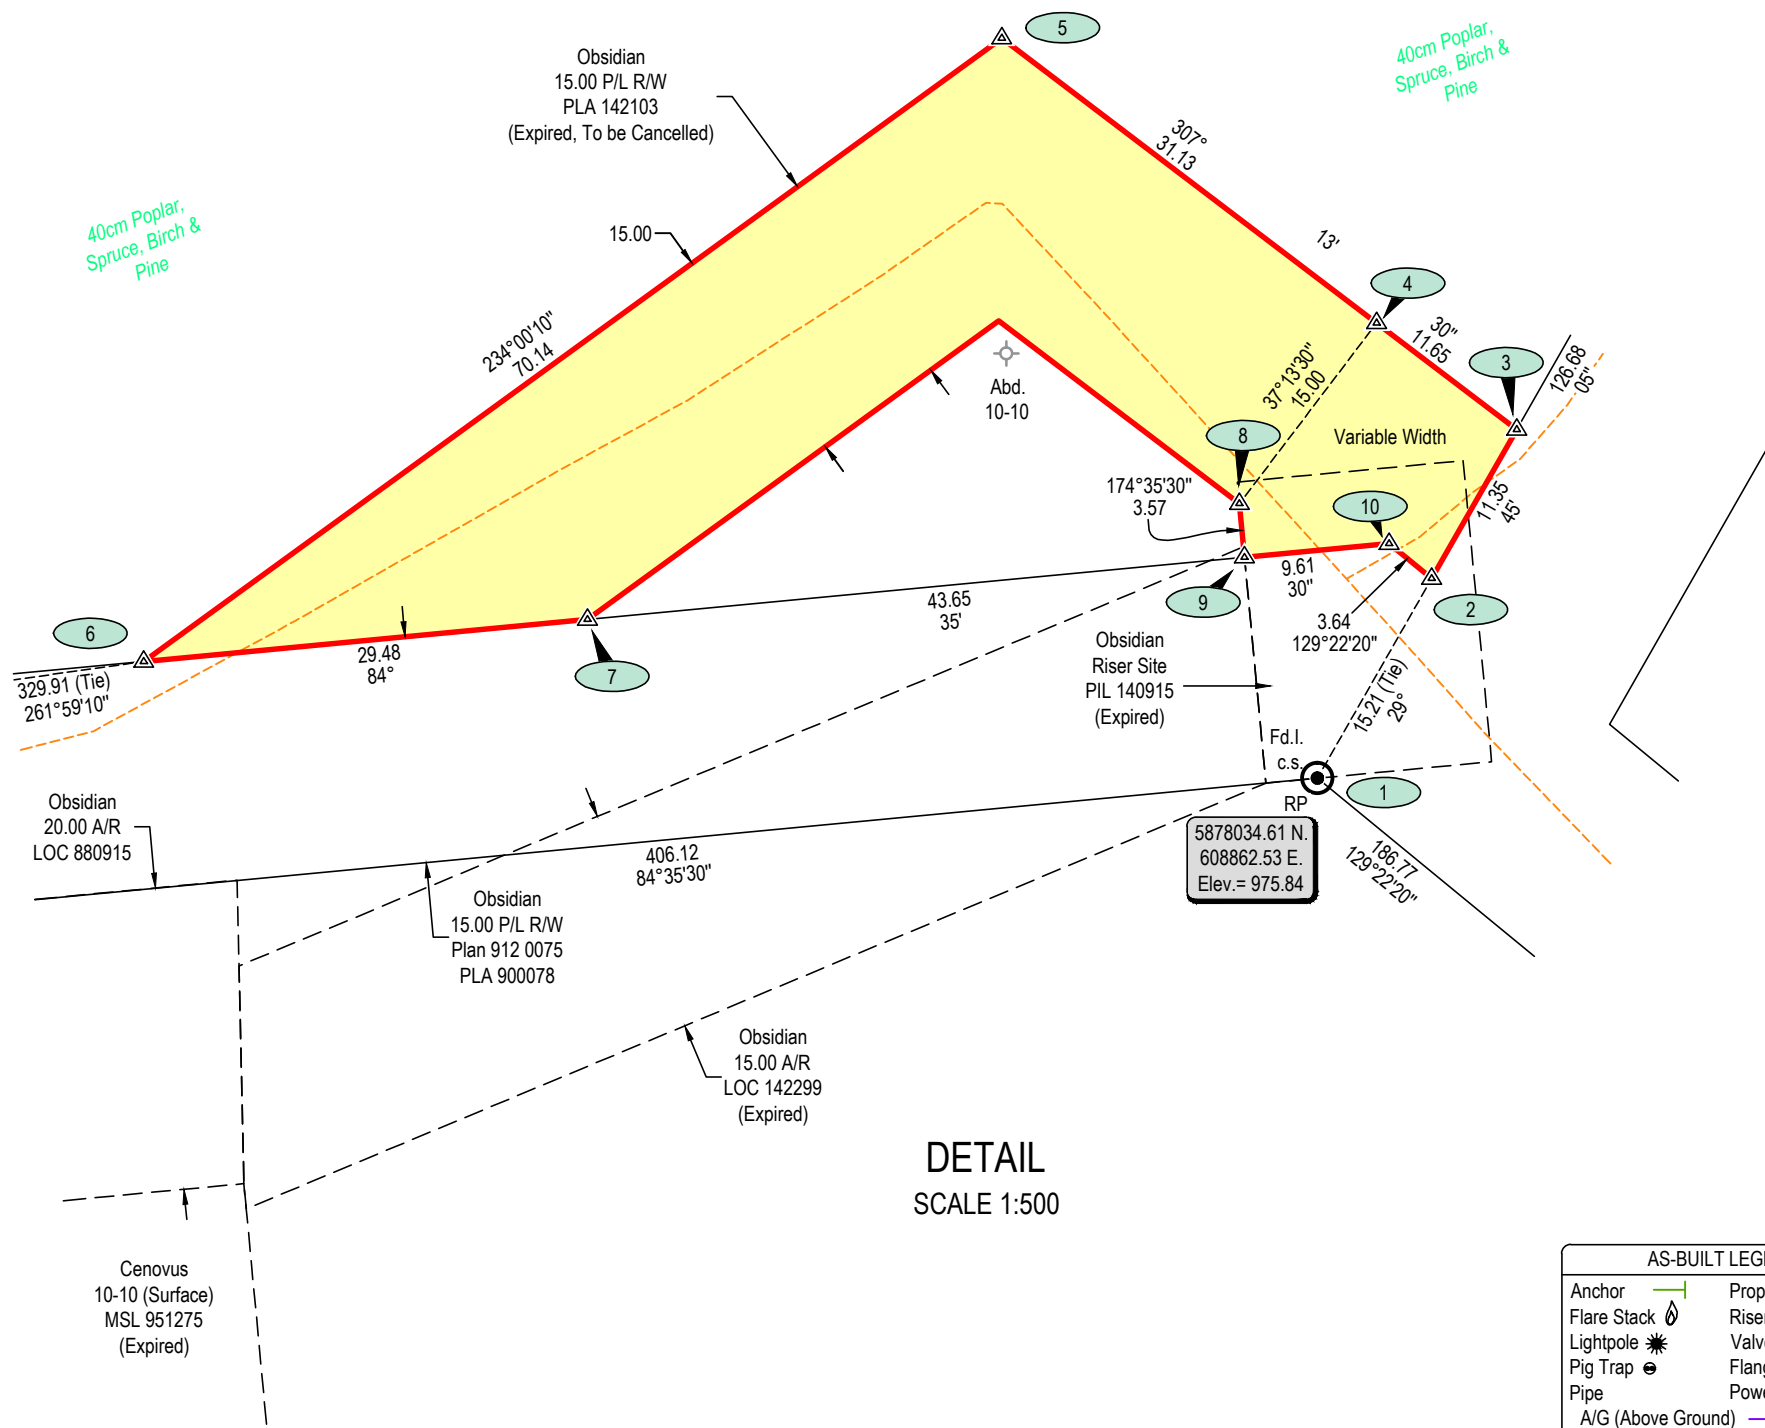 5
Obsidian
15.00 P/L R/W
PLA 142103
(Expired, To be Cancelled)
40cm Poplar,
Spruce, Birch &
Pine
307°
31.13
40cm Poplar,
Spruce, Birch &
Pine
15.00
13'
4
234°00'10"
70.14
30"
11.65
3
126.68
05"
37°13'30"
15.00
Abd.
10-10
8
Variable Width
174°35'30"
3.57
10
11.35
45'
9.61
30"
9
2
43.65
35'
3.64
129°22'20"
6
29.48
84°
7
Obsidian
Riser Site
PIL 140915
(Expired)
329.91 (Tie)
261°59'10"
15.21 (Tie)
29°
Fd.I.
c.s.
1
RP
5878034.61 N.
608862.53 E.
Elev.= 975.84
Obsidian
20.00 A/R
LOC 880915
406.12
84°35'30"
186.77
129°22'20"
Obsidian
15.00 P/L R/W
Plan 912 0075
PLA 900078
Obsidian
15.00 A/R
LOC 142299
(Expired)
DETAIL
SCALE 1:500
Cenovus
10-10 (Surface)
MSL 951275
(Expired)
AS-BUILT LEG
Anchor Prop
Flare Stack Riser
Lightpole Valv
Pig Trap Flang
Pipe Powe
A/G (Above Ground)